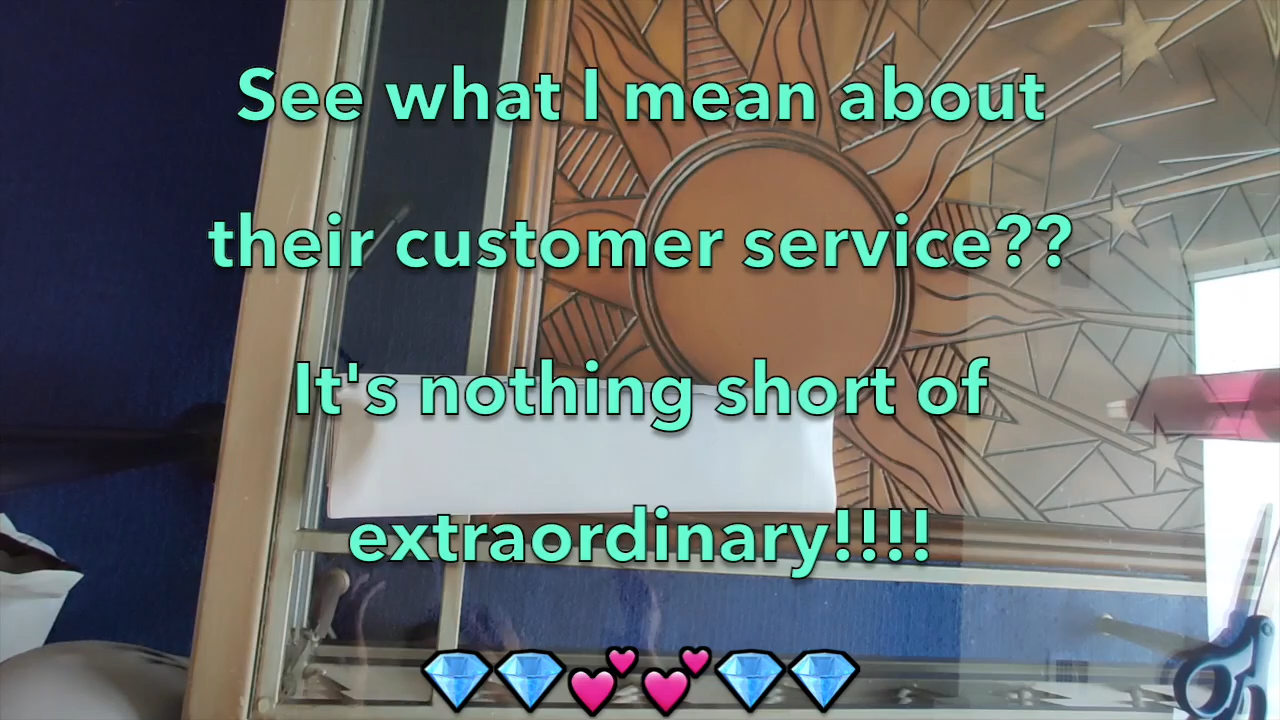 See what I mean about
their customer service??
It's nothing short of
extraordinary!!!!
💎💎💕💕💎💎